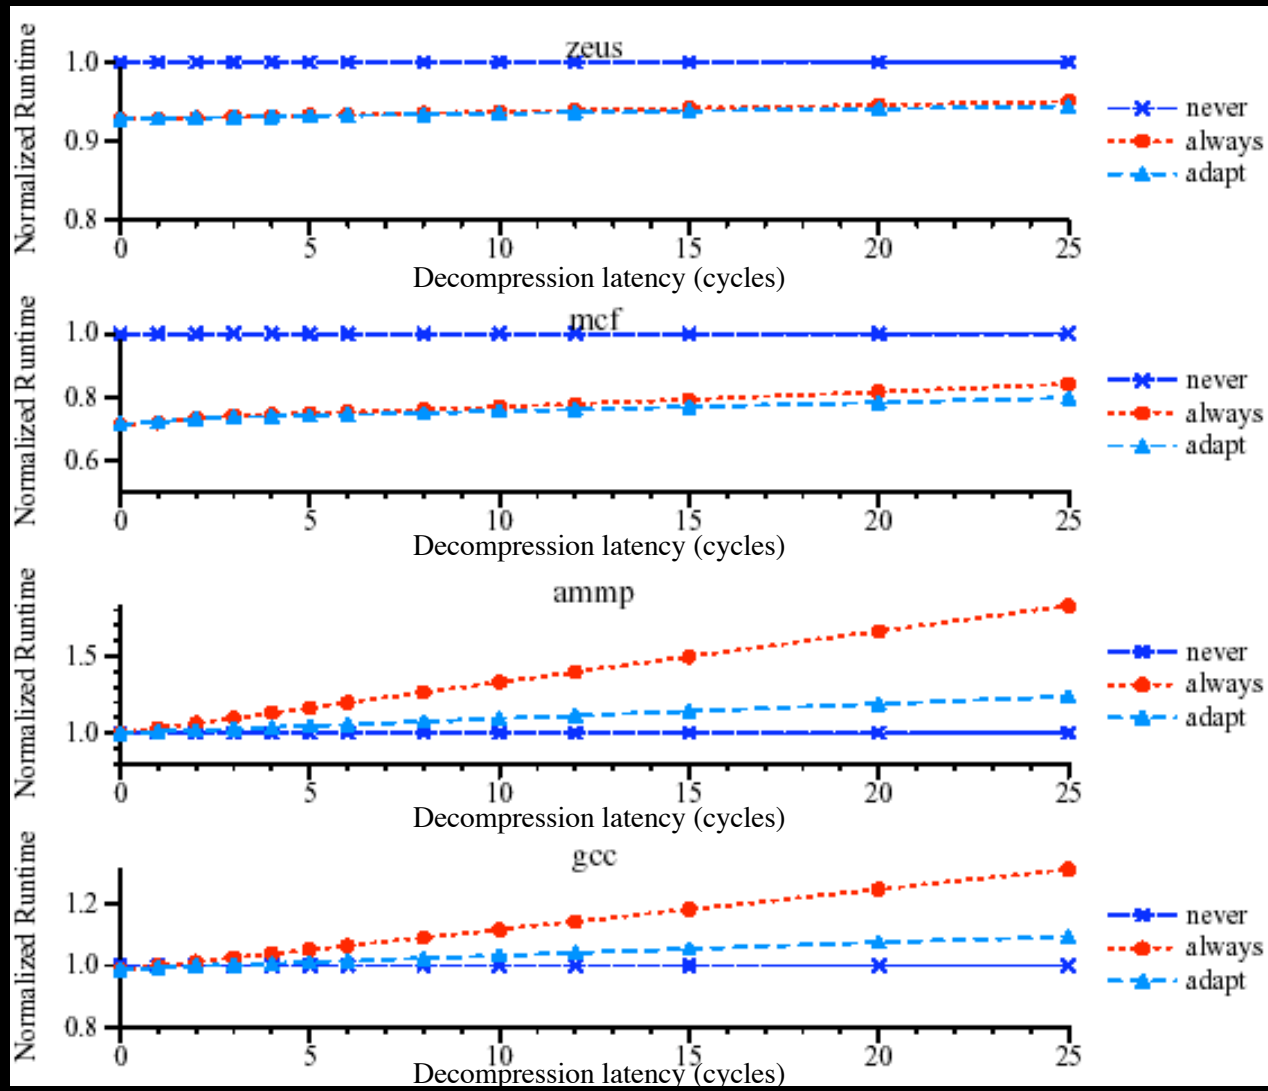 zeus
Normalized Runtime
1.0
0.9
0.8
0 5 10 15 20 25
Decompression latency (cycles)
never
always
adapt
mcf
Normalized Runtime
1.0
0.8
0.6
0 5 10 15 20 25
Decompression latency (cycles)
never
always
adapt
ammp
Normalized Runtime
1.5
1.0
0 5 10 15 20 25
Decompression latency (cycles)
never
always
adapt
gcc
Normalized Runtime
1.2
1.0
0.8
0 5 10 15 20 25
Decompression latency (cycles)
never
always
adapt